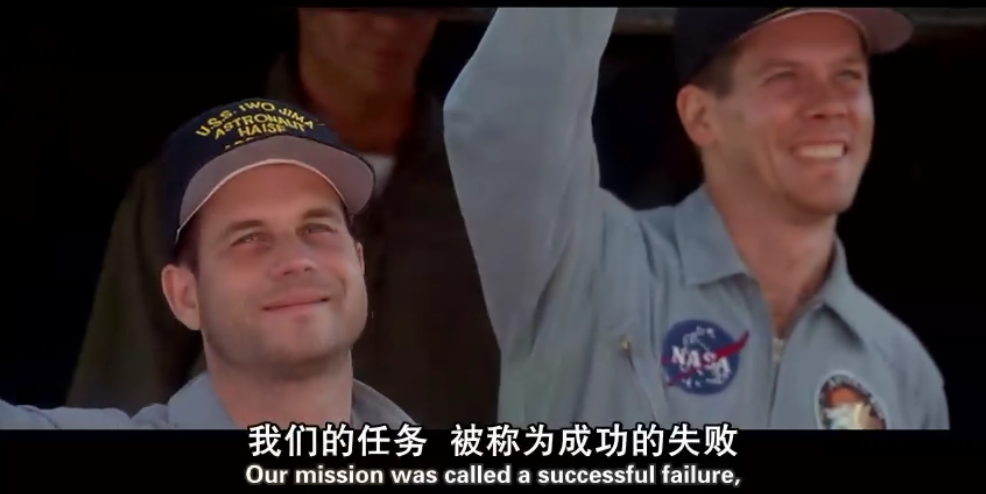 U.S.S. IWO JIMA
ASTRONAUT
HAISE
NASA
我们的任务 被称为成功的失败
Our mission was called a successful failure,